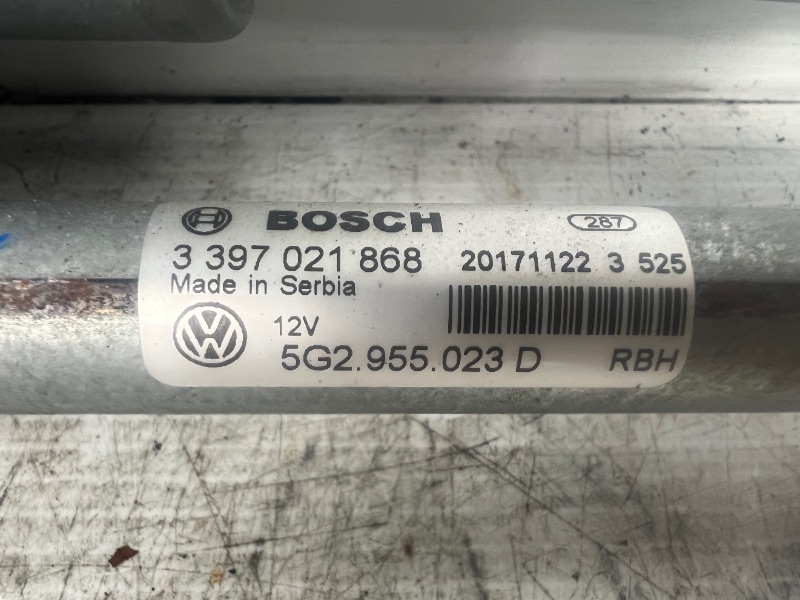 BOSCH 287
3 397 021 868 20171122 3 525
Made in Serbia
12V
5G2.955.023 D RBH